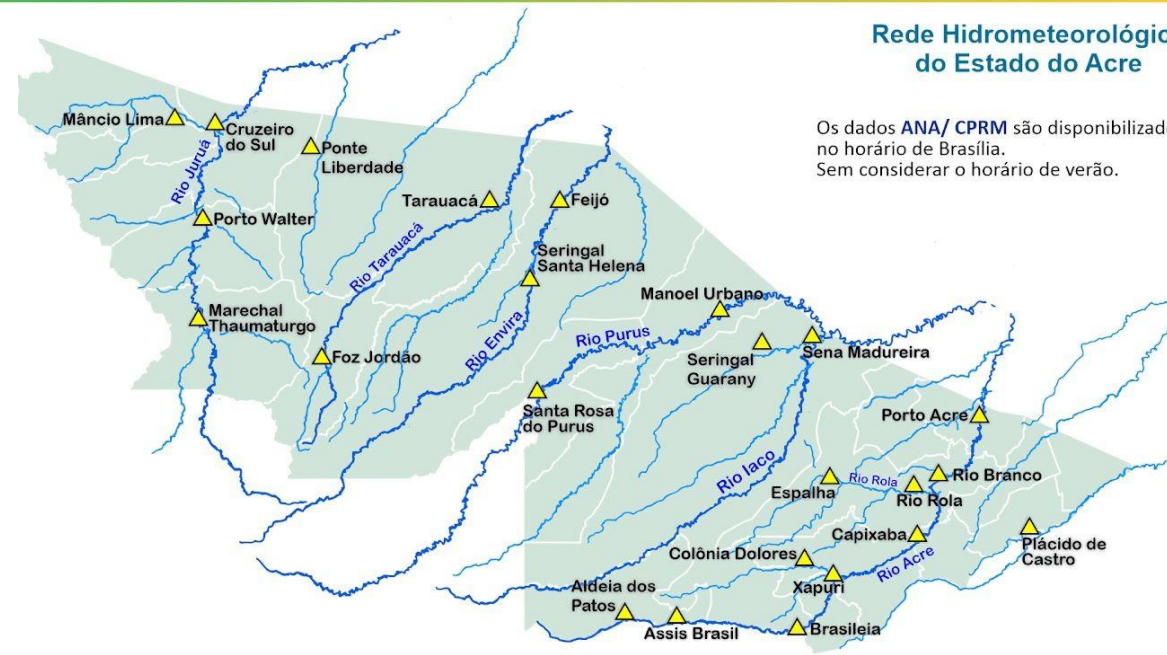 Rede Hidrometeorológic
do Estado do Acre
Os dados ANA/ CPRM são disponibilizad
no horário de Brasília.
Sem considerar o horário de verão.
Mâncio Lima
Cruzeiro
do Sul
Ponte
Liberdade
Rio Juruá
Porto Walter
Tarauacá
Feijó
Rio Tarauacá
Seringal
Santa Helena
Marechal
Thaumaturgo
Foz Jordão
Rio Envira
Manoel Urbano
Rio Purus
Seringal
Guarany
Sena Madureira
Santa Rosa
do Purus
Porto Acre
Rio Iaco
Espalha
Rio Rola
Rio Rola
Rio Branco
Capixaba
Plácido de
Castro
Colônia Dolores
Rio Acre
Xapuri
Aldeia dos
Patos
Assis Brasil
Brasileia